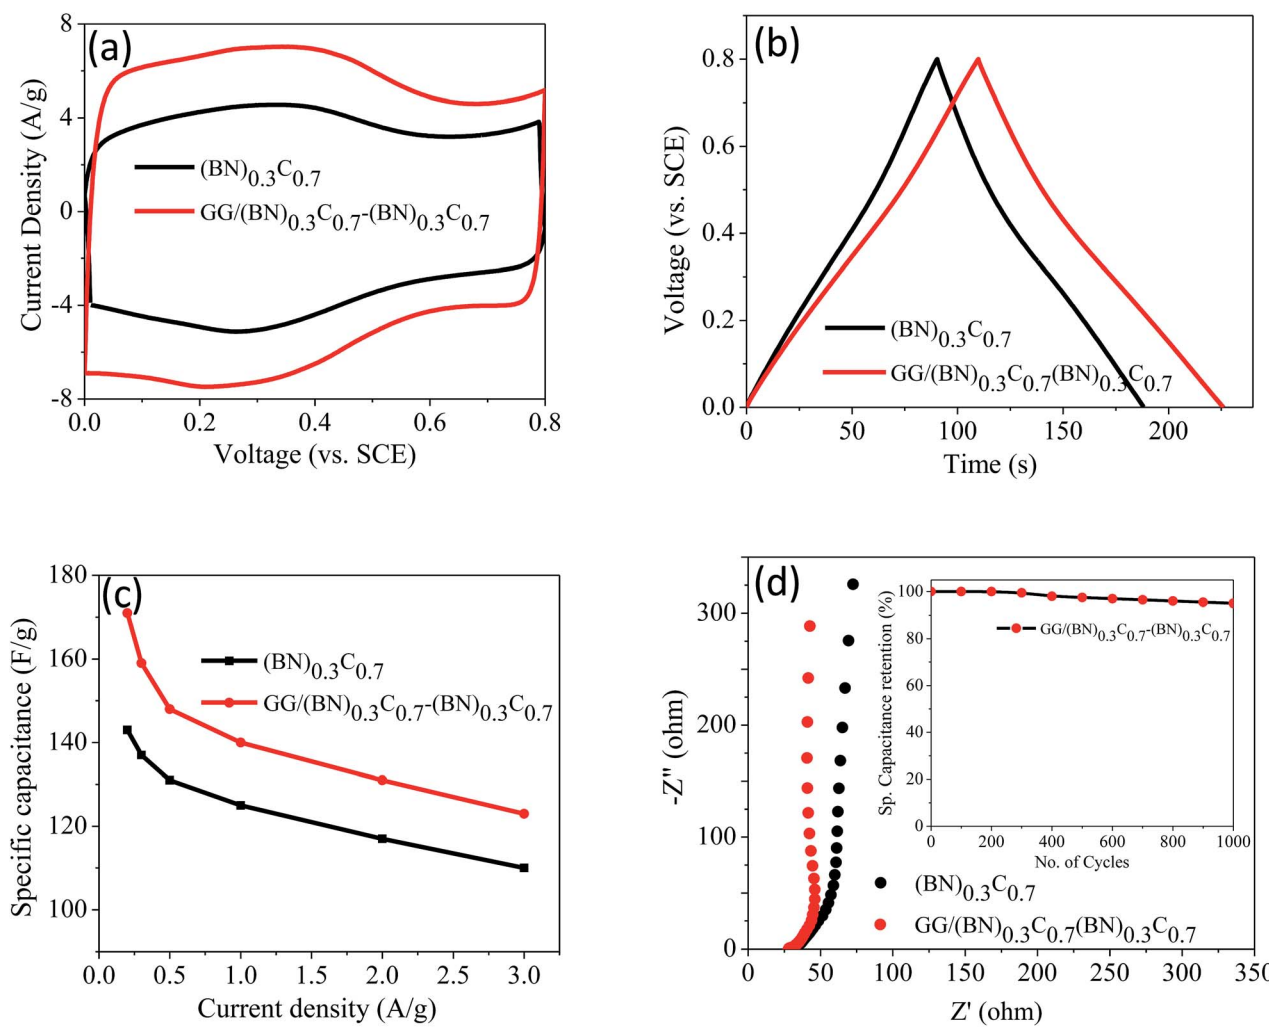 (a)
8
4
0
-4
-8
Current Density (A/g)
(BN)0.3C0.7
GG/(BN)0.3C0.7-(BN)0.3C0.7
0.0 0.2 0.4 0.6 0.8
Voltage (vs. SCE)
(b)
0.8
0.6
0.4
0.2
0.0
Voltage (vs. SCE)
(BN)0.3C0.7
GG/(BN)0.3C0.7(BN)0.3C0.7
0 50 100 150 200
Time (s)
(c)
180
160
140
120
100
Specific capacitance (F/g)
(BN)0.3C0.7
GG/(BN)0.3C0.7-(BN)0.3C0.7
0.0 0.5 1.0 1.5 2.0 2.5 3.0
Current density (A/g)
(d)
300
200
100
0
-Z" (ohm)
100
80
60
40
20
0
Sp. Capacitance retention (%)
GG/(BN)0.3C0.7-(BN)0.3C0.7
0 200 400 600 800 1000
No. of Cycles
(BN)0.3C0.7
GG/(BN)0.3C0.7(BN)0.3C0.7
0 50 100 150 200 250 300 350
Z' (ohm)